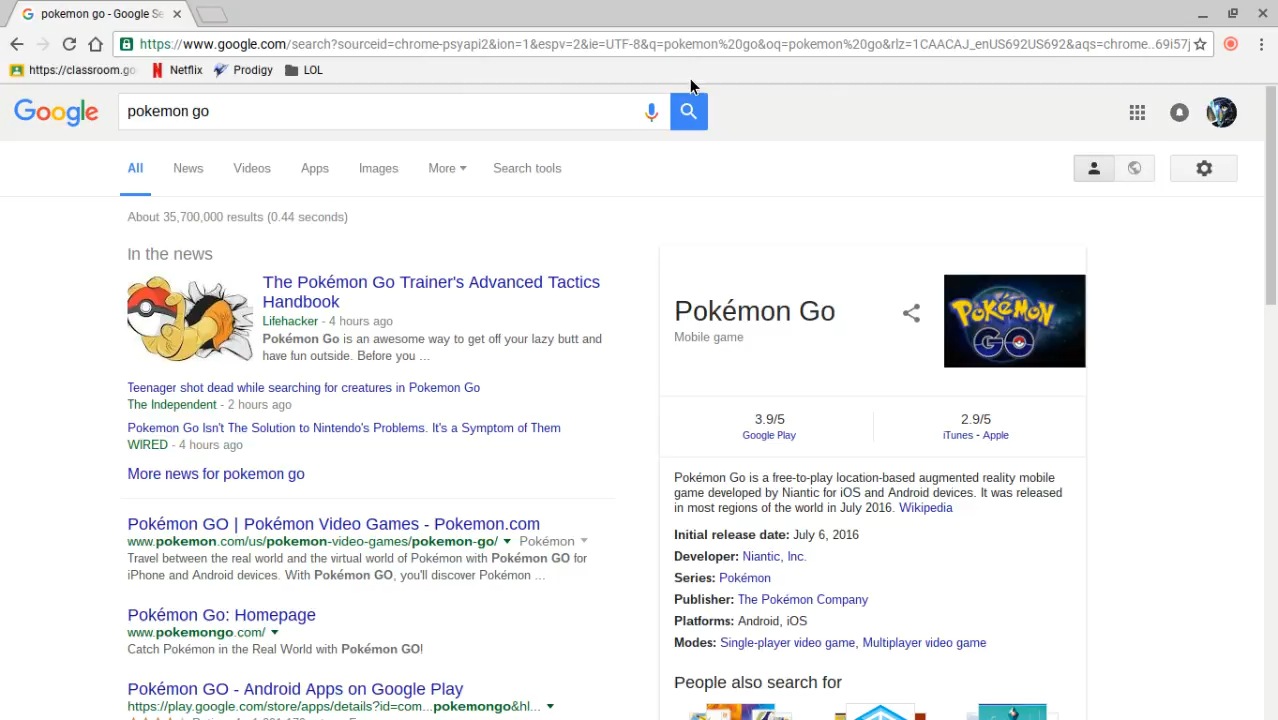 pokemon go - Google Se
https://www.google.com/search?sourceid=chrome-psyapi2&ion=1&espv=2&ie=UTF-8&q=pokemon%20go&oq=pokemon%20go&rlz=1CAACAJ_enUS692US692&aqs=chrome..69i57j
https://classroom.go
Netflix
Prodigy
LOL
Google
pokemon go
All
News
Videos
Apps
Images
More
Search tools
About 35,700,000 results (0.44 seconds)
In the news
The Pokémon Go Trainer's Advanced Tactics
Handbook
Lifehacker - 4 hours ago
Pokémon Go is an awesome way to get off your lazy butt and
have fun outside. Before you ...
Teenager shot dead while searching for creatures in Pokemon Go
The Independent - 2 hours ago
Pokemon Go Isn't The Solution to Nintendo's Problems. It's a Symptom of Them
WIRED - 4 hours ago
More news for pokemon go
Pokémon GO | Pokémon Video Games - Pokemon.com
www.pokemon.com/us/pokemon-video-games/pokemon-go/ Pokémon
Travel between the real world and the virtual world of Pokémon with Pokémon GO for
iPhone and Android devices. With Pokémon GO, you'll discover Pokémon ...
Pokémon Go: Homepage
www.pokemongo.com/
Catch Pokémon in the Real World with Pokémon GO!
Pokémon GO - Android Apps on Google Play
https://play.google.com/store/apps/details?id=com...pokemongo&hl...
Pokémon Go
Mobile game
POKÉMON
GO
3.9/5
Google Play
2.9/5
iTunes - Apple
Pokémon Go is a free-to-play location-based augmented reality mobile
game developed by Niantic for iOS and Android devices. It was released
in most regions of the world in July 2016. Wikipedia
Initial release date: July 6, 2016
Developer: Niantic, Inc.
Series: Pokémon
Publisher: The Pokémon Company
Platforms: Android, iOS
Modes: Single-player video game, Multiplayer video game
People also search for